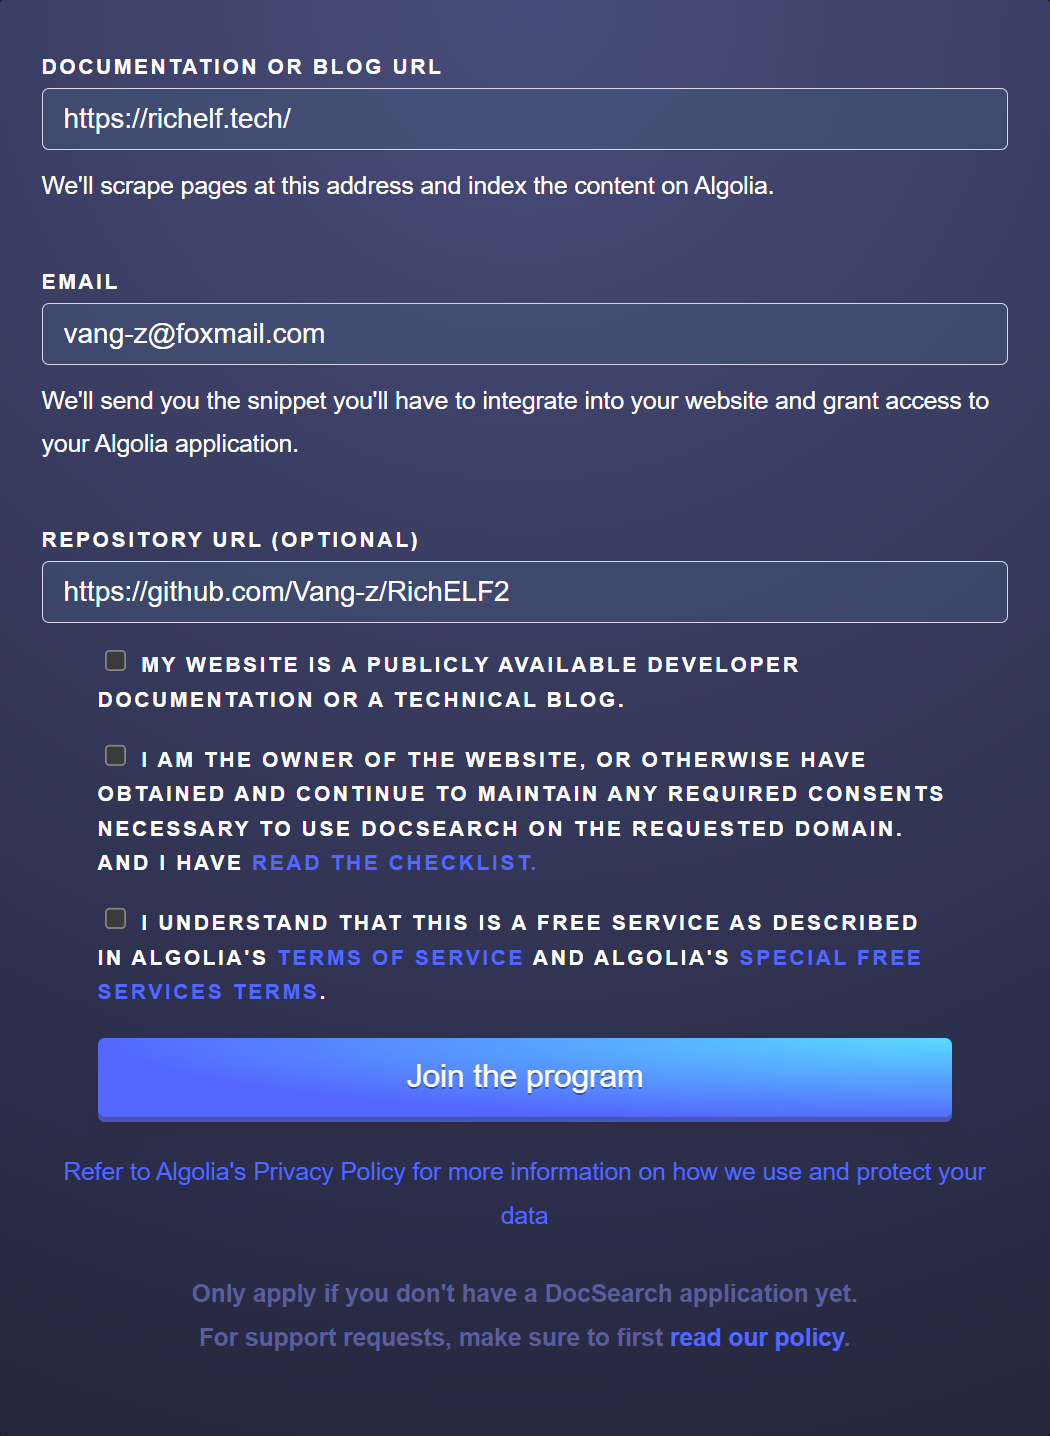 DOCUMENTATION OR BLOG URL
https://richelf.tech/
We'll scrape pages at this address and index the content on Algolia.
EMAIL
vang-z@foxmail.com
We'll send you the snippet you'll have to integrate into your website and grant access to
your Algolia application.
REPOSITORY URL (OPTIONAL)
https://github.com/Vang-z/RichELF2
MY WEBSITE IS A PUBLICLY AVAILABLE DEVELOPER
DOCUMENTATION OR A TECHNICAL BLOG.
I AM THE OWNER OF THE WEBSITE, OR OTHERWISE HAVE
OBTAINED AND CONTINUE TO MAINTAIN ANY REQUIRED CONSENTS
NECESSARY TO USE DOCSEARCH ON THE REQUESTED DOMAIN.
AND I HAVE READ THE CHECKLIST.
I UNDERSTAND THAT THIS IS A FREE SERVICE AS DESCRIBED
IN ALGOLIA'S TERMS OF SERVICE AND ALGOLIA'S SPECIAL FREE
SERVICES TERMS.
Join the program
Refer to Algolia's Privacy Policy for more information on how we use and protect your
data
Only apply if you don't have a DocSearch application yet.
For support requests, make sure to first read our policy.